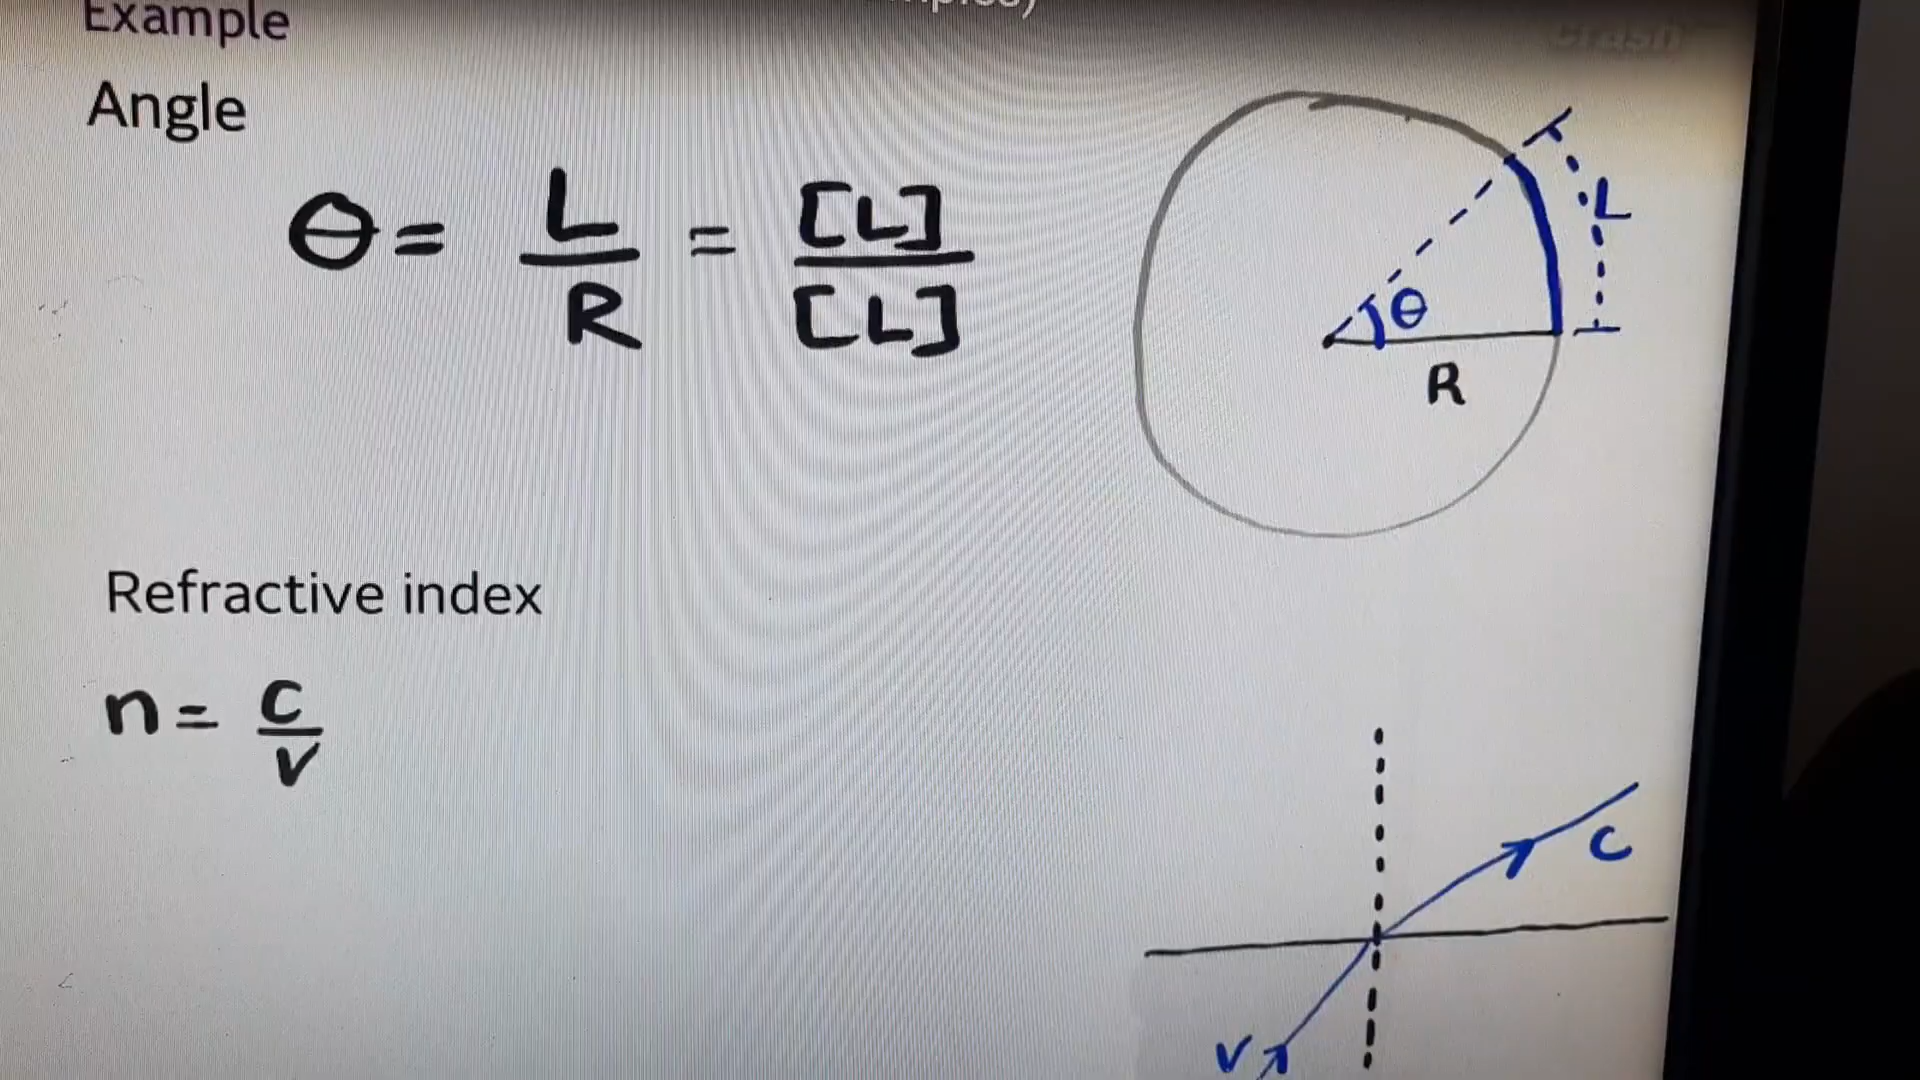 Example
Angle
θ = L/R = [L]/[L]
L
θ
R
Refractive index
n = c/v
c
v